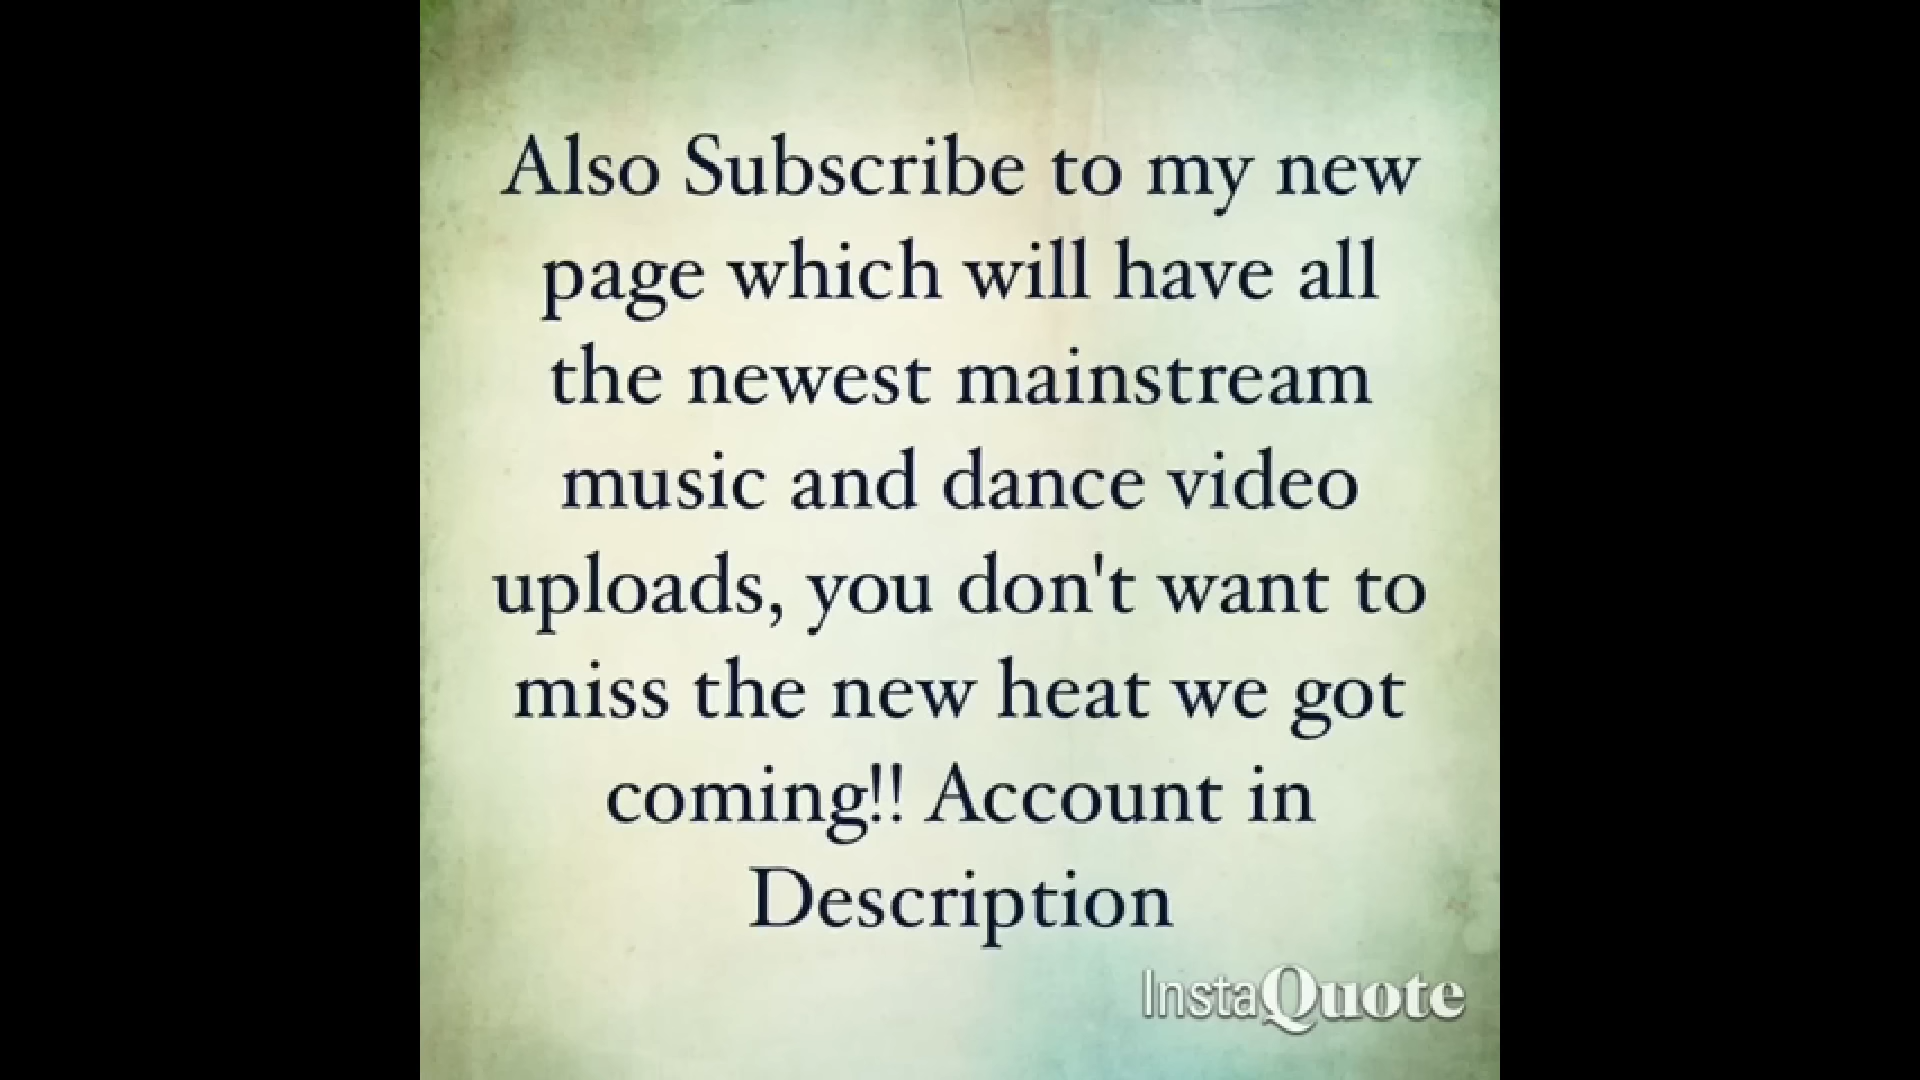 Also Subscribe to my new
page which will have all
the newest mainstream
music and dance video
uploads, you don't want to
miss the new heat we got
coming!! Account in
Description
InstaQuote